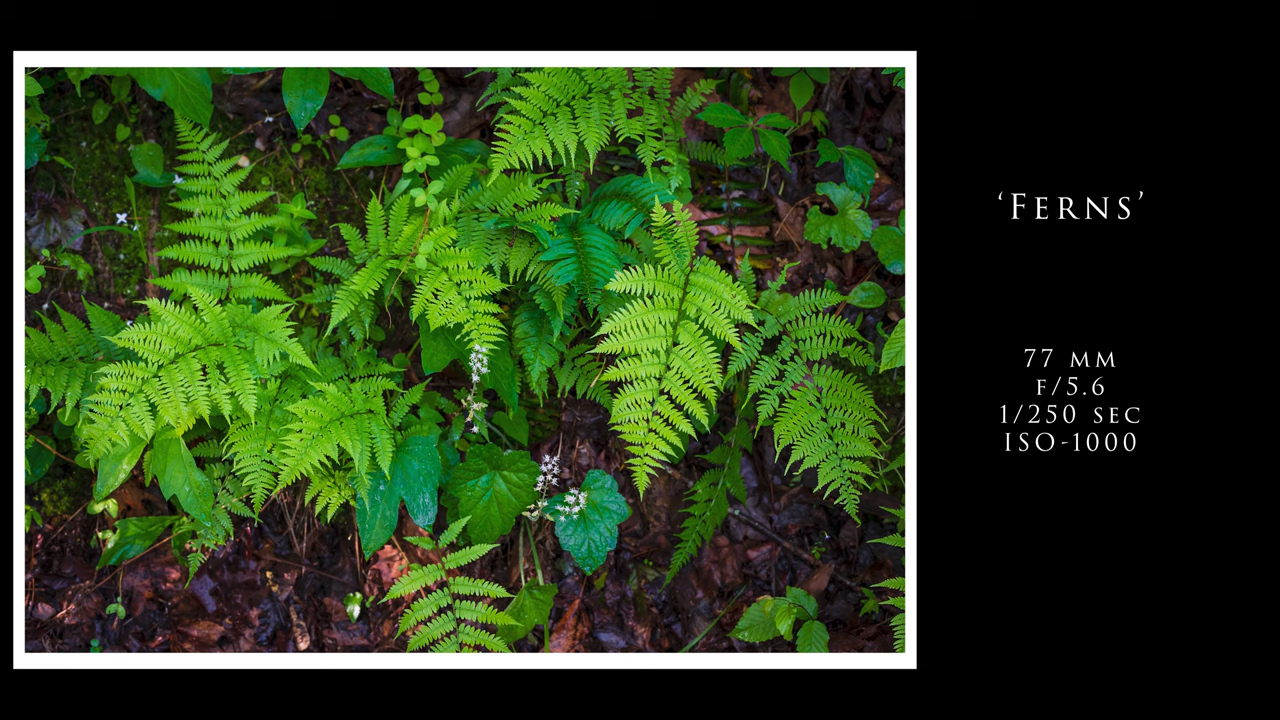 ‘Ferns’
77 mm
f/5.6
1/250 sec
ISO-1000